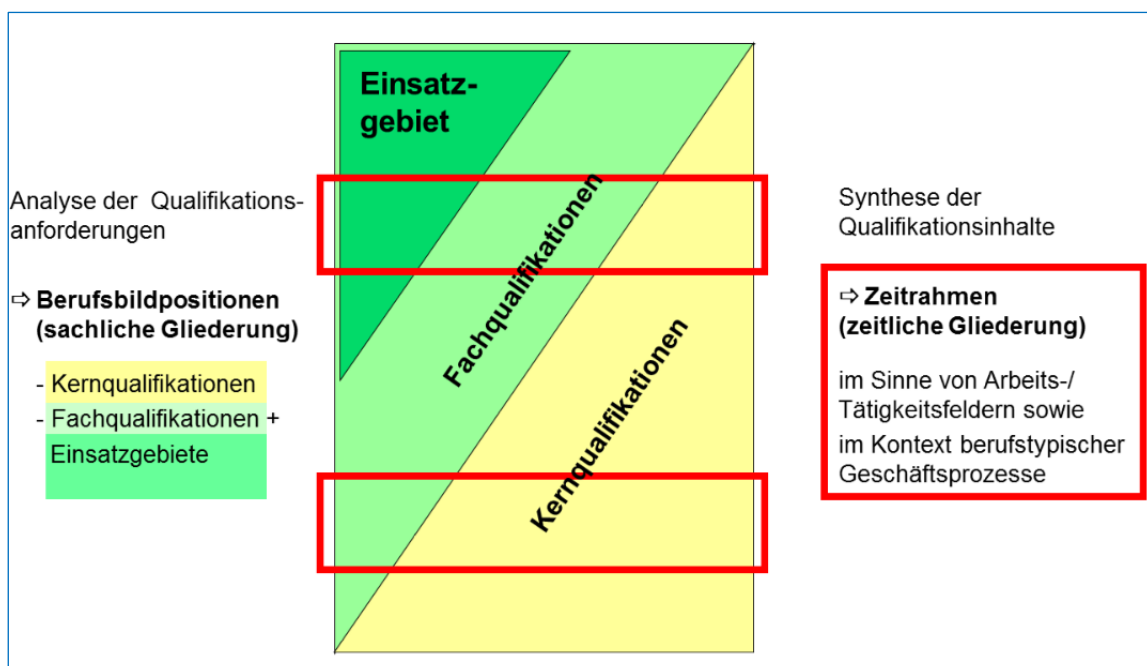 Einsatz-
gebiet
Fachqualifikationen
Kernqualifikationen
Analyse der Qualifikations-
anforderungen
⇨ Berufsbildpositionen
(sachliche Gliederung)
- Kernqualifikationen
- Fachqualifikationen +
Einsatzgebiete
Synthese der
Qualifikationsinhalte
⇨ Zeitrahmen
(zeitliche Gliederung)
im Sinne von Arbeits-/
Tätigkeitsfeldern sowie
im Kontext berufstypischer
Geschäftsprozesse